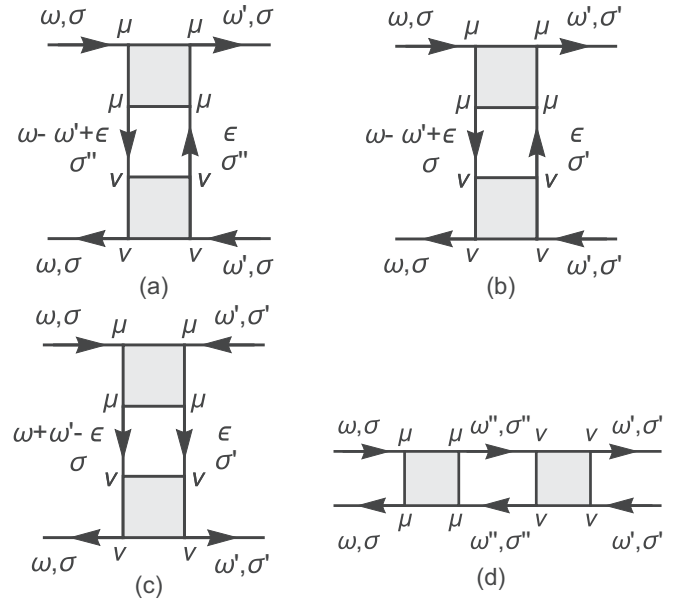 ω,σ μ μ ω',σ
μ μ
ω- ω'+ϵ ϵ
σ'' σ''
ν ν
ω,σ ν ν ω',σ
(a)
ω,σ μ μ ω',σ'
μ μ
ω- ω'+ϵ ϵ
σ σ'
ν ν
ω,σ ν ν ω',σ'
(b)
ω,σ μ μ ω',σ'
μ μ
ω+ω'- ϵ ϵ
σ σ'
ν ν
ω,σ ν ν ω',σ'
(c)
ω,σ μ μ ω'',σ'' ν ν ω',σ'
ω,σ μ μ ω'',σ'' ν ν ω',σ'
(d)